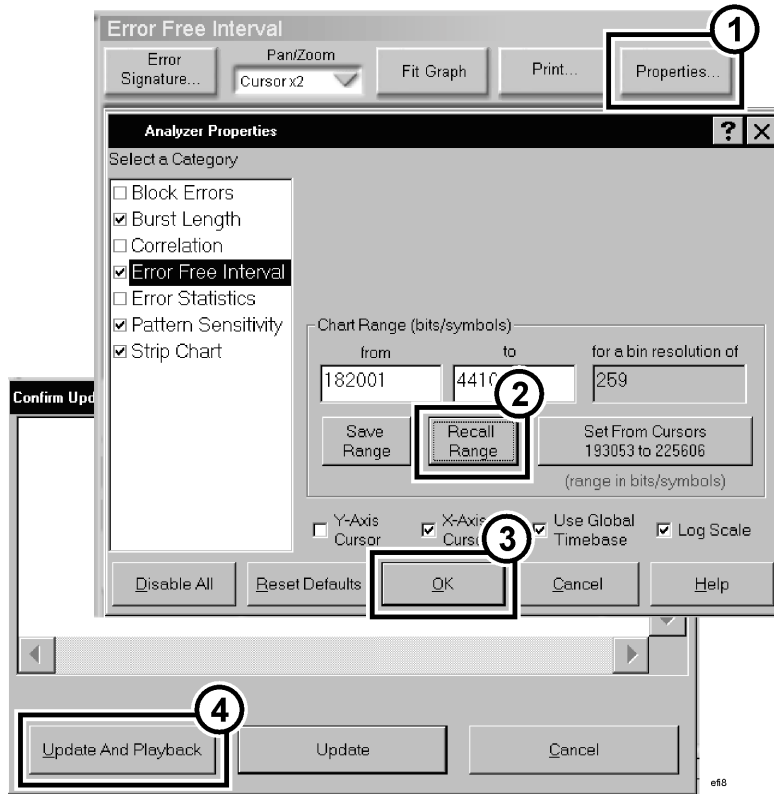 Error Free Interval
1
Error Signature...
Pan/Zoom
Cursor x2
Fit Graph
Print...
Properties...
Analyzer Properties
? X
Select a Category
Block Errors
Burst Length
Correlation
Error Free Interval
Error Statistics
Pattern Sensitivity
Strip Chart
Chart Range (bits/symbols)
from to for a bin resolution of
182001 259
2
Save Range
Recall Range
Set From Cursors
193053 to 225606
(range in bits/symbols)
Y-Axis Cursor
X-Axis
Use Global Timebase
Log Scale
3
Disable All
Reset Defaults
OK
Cancel
Help
Confirm
4
Update And Playback
Update
Cancel
efi8